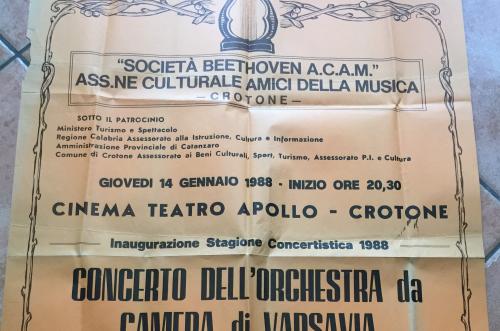 "SOCIETÀ BEETHOVEN A.C.A.M."
ASS.NE CULTURALE AMICI DELLA MUSICA
- CROTONE -
SOTTO IL PATROCINIO
Ministero Turismo e Spettacolo
Regione Calabria Assessorato alla Istruzione, Cultura e Informazione
Amministrazione Provinciale di Catanzaro
Comune di Crotone Assessorato ai Beni Culturali, Sport, Turismo, Assessorato P.I. e Cultura
GIOVEDI 14 GENNAIO 1988 - INIZIO ORE 20,30
CINEMA TEATRO APOLLO - CROTONE
Inaugurazione Stagione Concertistica 1988
CONCERTO DELL'ORCHESTRA da
CAMERA di VARSAVIA